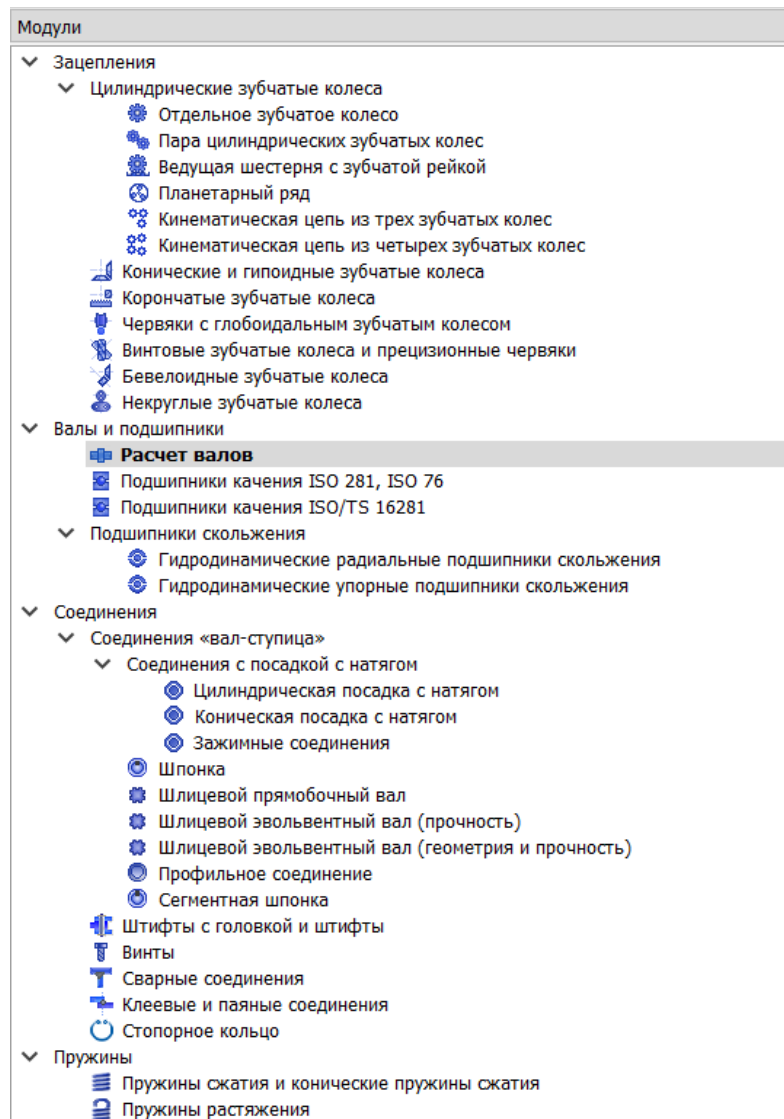 Модули
Зацепления
Цилиндрические зубчатые колеса
Отдельное зубчатое колесо
Пара цилиндрических зубчатых колес
Ведущая шестерня с зубчатой рейкой
Планетарный ряд
Кинематическая цепь из трех зубчатых колес
Кинематическая цепь из четырех зубчатых колес
Конические и гипоидные зубчатые колеса
Корончатые зубчатые колеса
Червяки с глобоидальным зубчатым колесом
Винтовые зубчатые колеса и прецизионные червяки
Бевелоидные зубчатые колеса
Некруглые зубчатые колеса
Валы и подшипники
Расчет валов
Подшипники качения ISO 281, ISO 76
Подшипники качения ISO/TS 16281
Подшипники скольжения
Гидродинамические радиальные подшипники скольжения
Гидродинамические упорные подшипники скольжения
Соединения
Соединения «вал-ступица»
Соединения с посадкой с натягом
Цилиндрическая посадка с натягом
Коническая посадка с натягом
Зажимные соединения
Шпонка
Шлицевой прямобочный вал
Шлицевой эвольвентный вал (прочность)
Шлицевой эвольвентный вал (геометрия и прочность)
Профильное соединение
Сегментная шпонка
Штифты с головкой и штифты
Винты
Сварные соединения
Клеевые и паяные соединения
Стопорное кольцо
Пружины
Пружины сжатия и конические пружины сжатия
Пружины растяжения